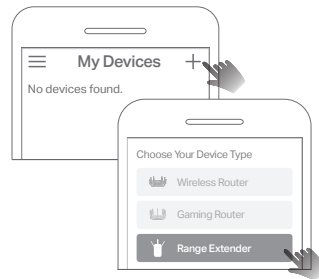 My Devices
No devices found.
Choose Your Device Type
Wireless Router
Gaming Router
Range Extender